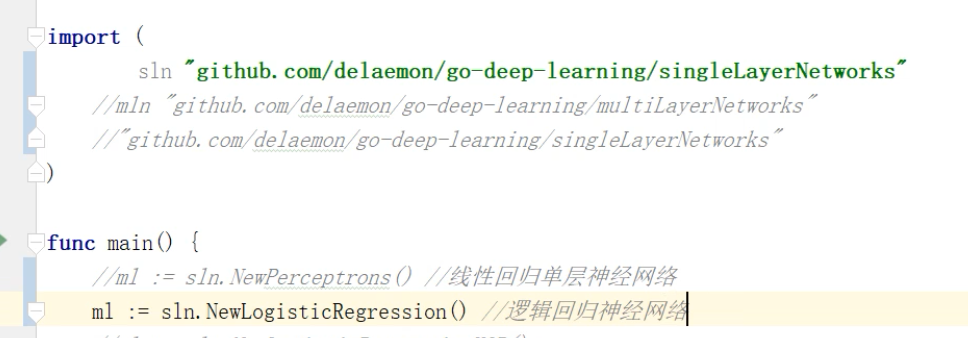 import (
sln "github.com/delaemon/go-deep-learning/singleLayerNetworks"
//mln "github.com/delaemon/go-deep-learning/multiLayerNetworks"
//"github.com/delaemon/go-deep-learning/singleLayerNetworks"
)
func main() {
//ml := sln.NewPerceptrons() //线性回归单层神经网络
ml := sln.NewLogisticRegression() //逻辑回归神经网络